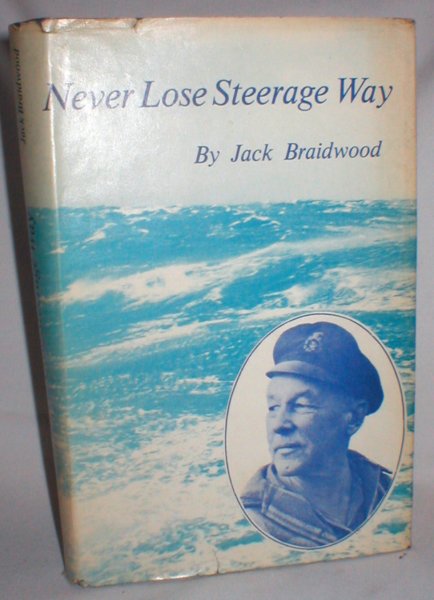 Never Lose Steerage Way
By Jack Braidwood
Jack Braidwood